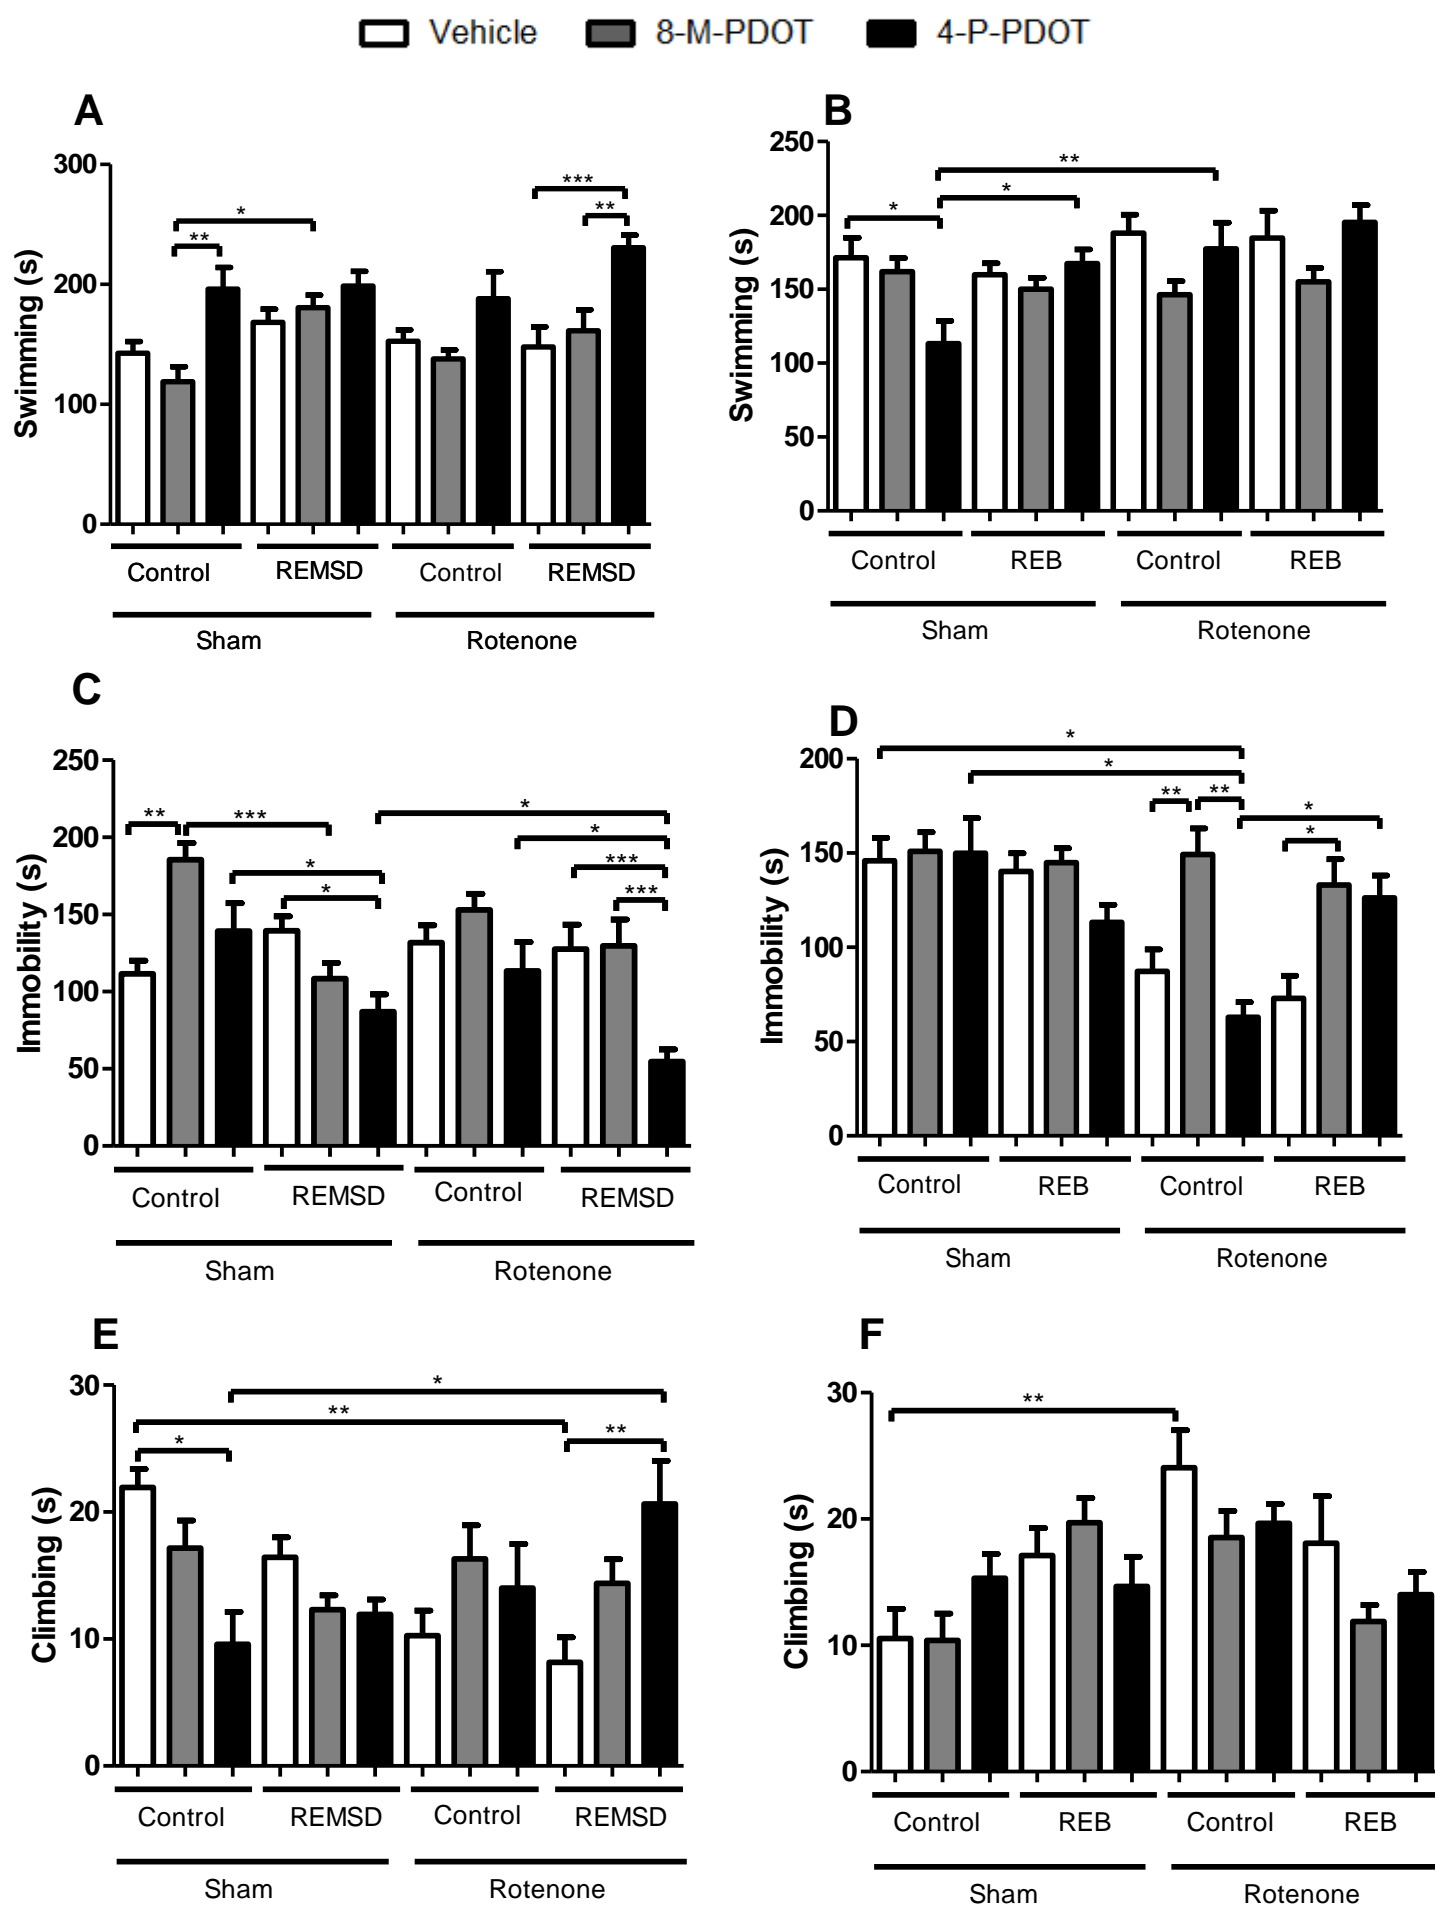 Vehicle 8-M-PDOT 4-P-PDOT
A
Swimming (s)
300
200
100
0
*
**
***
**
Control REMSD Control REMSD
Sham Rotenone
B
Swimming (s)
250
200
150
100
50
0
**
*
*
Control REB Control REB
Sham Rotenone
C
Immobility (s)
250
200
150
100
50
0
**
***
*
*
*
*
***
***
Control REMSD Control REMSD
Sham Rotenone
D
Immobility (s)
200
150
100
50
0
*
*
**
**
*
*
Control REB Control REB
Sham Rotenone
E
Climbing (s)
30
20
10
0
*
**
*
**
Control REMSD Control REMSD
Sham Rotenone
F
Climbing (s)
30
20
10
0
**
Control REB Control REB
Sham Rotenone